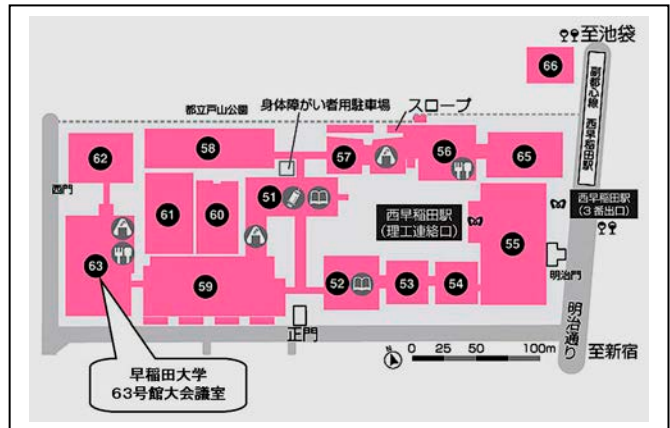 至池袋
66
副都心線 西早稲田駅
都立戸山公園
身体障がい者用駐車場
スロープ
62
58
57
56
65
西門
51
西早稲田駅
(3番出口)
61
60
西早稲田駅
(理工連絡口)
55
63
59
52
53
54
明治門
正門
明治通り
N
0 25 50 100m
至新宿
早稲田大学
63号館大会議室